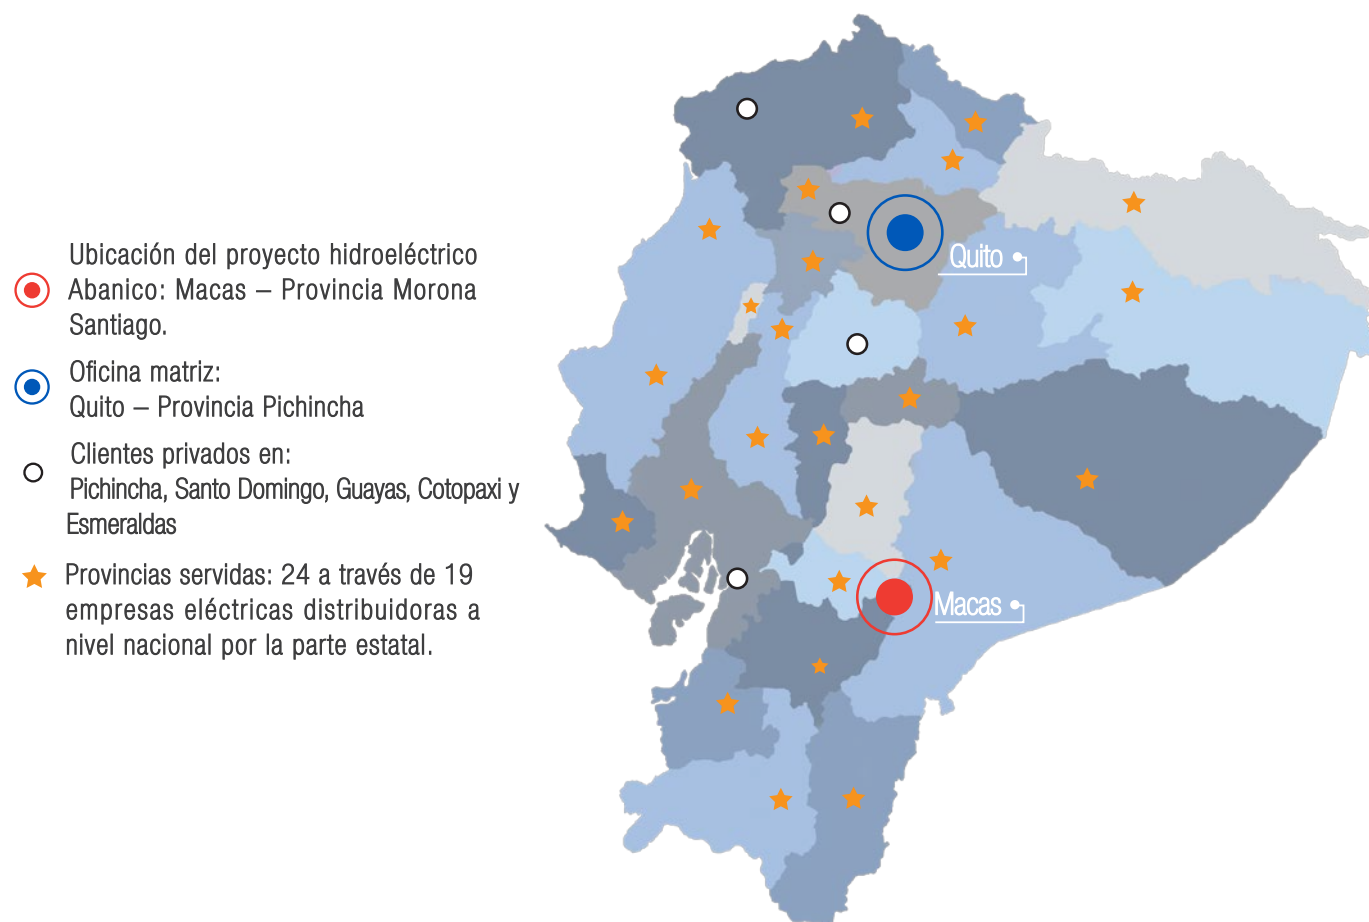 Ubicación del proyecto hidroeléctrico
Abanico: Macas – Provincia Morona
Santiago.
Oficina matriz:
Quito – Provincia Pichincha
Clientes privados en:
Pichincha, Santo Domingo, Guayas, Cotopaxi y
Esmeraldas
Provincias servidas: 24 a través de 19
empresas eléctricas distribuidoras a
nivel nacional por la parte estatal.
Quito
Macas